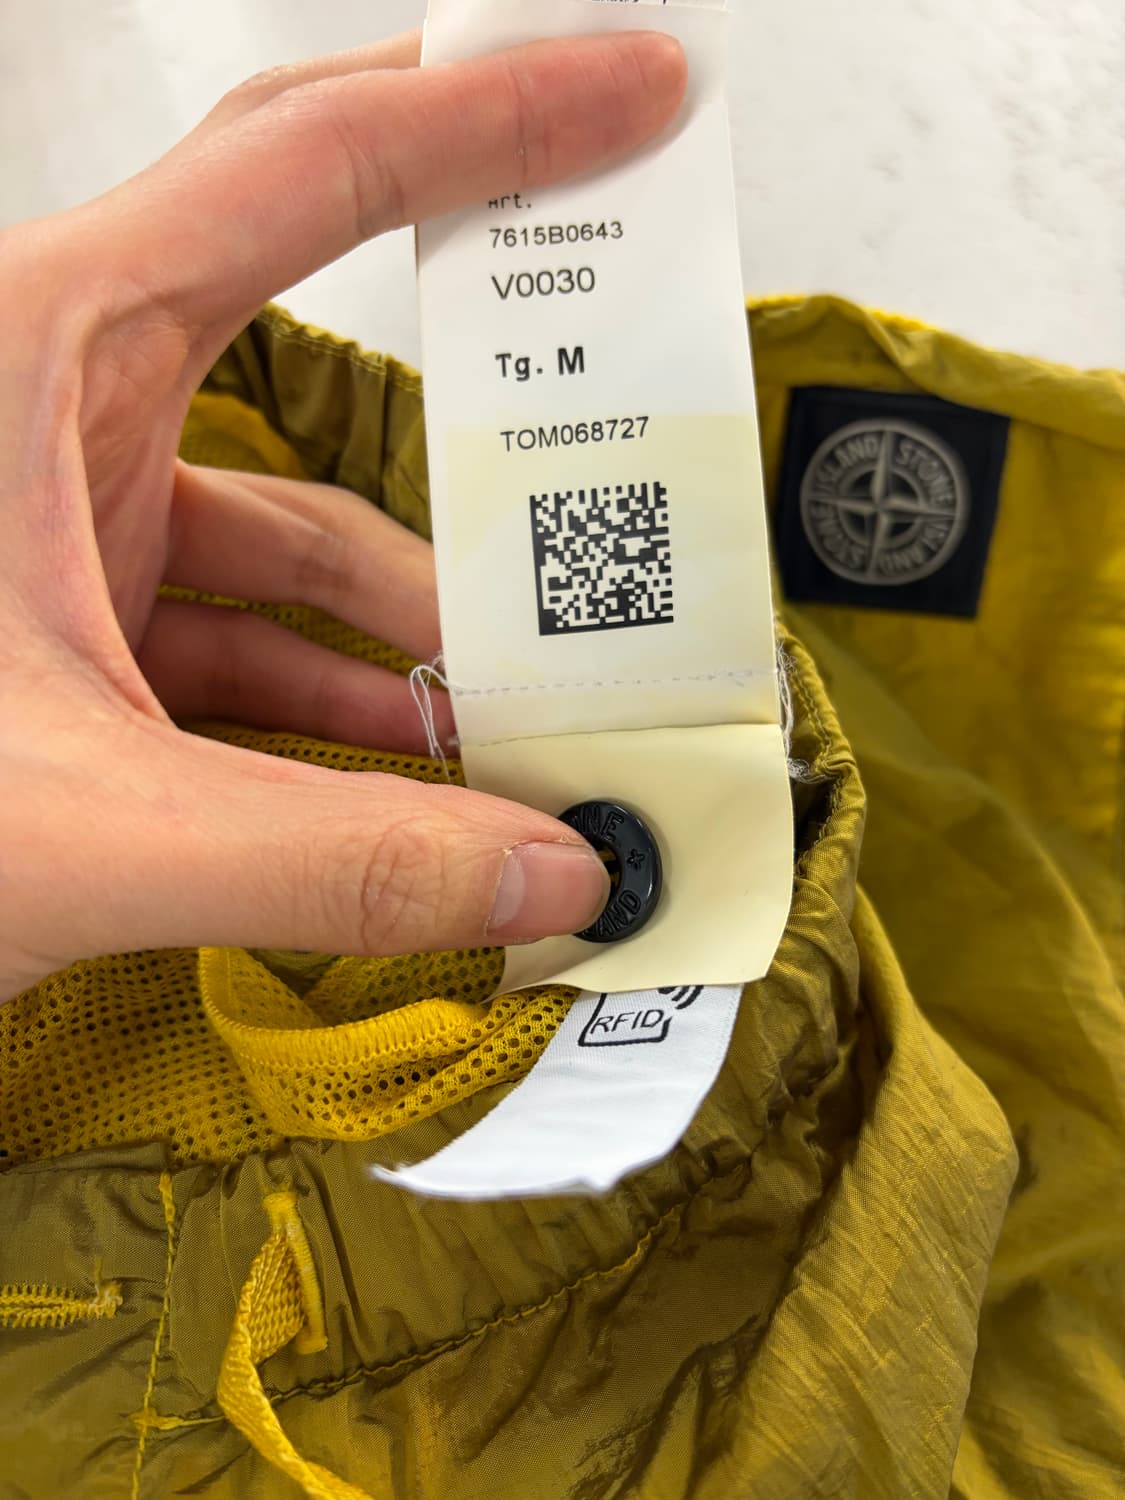 Art.
7615B0643
V0030
Tg. M
TOM068727
STONE ISLAND STONE ISLAND
RFID